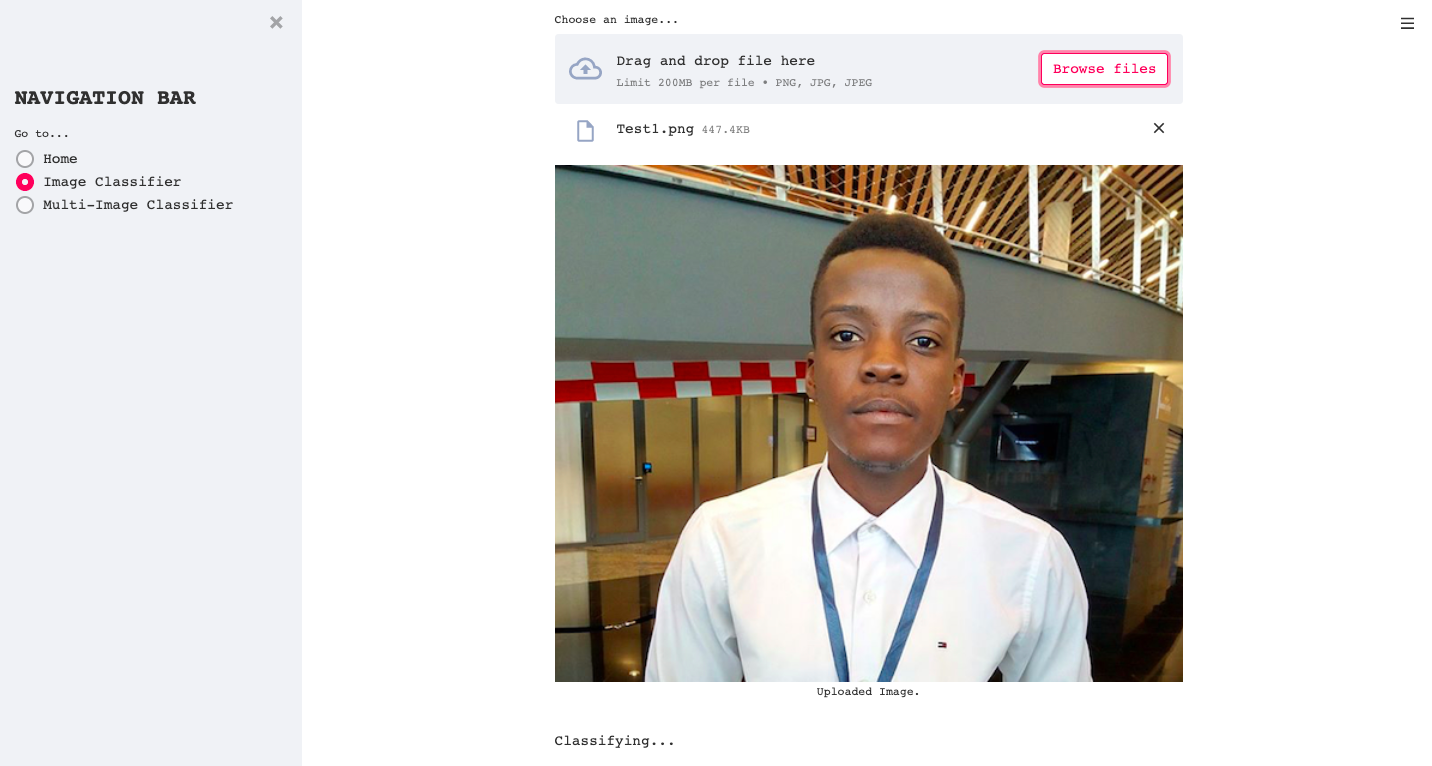 NAVIGATION BAR
Go to...
Home
Image Classifier
Multi-Image Classifier
Choose an image...
Drag and drop file here
Limit 200MB per file • PNG, JPG, JPEG
Browse files
Test1.png 447.4KB
Uploaded Image.
Classifying...